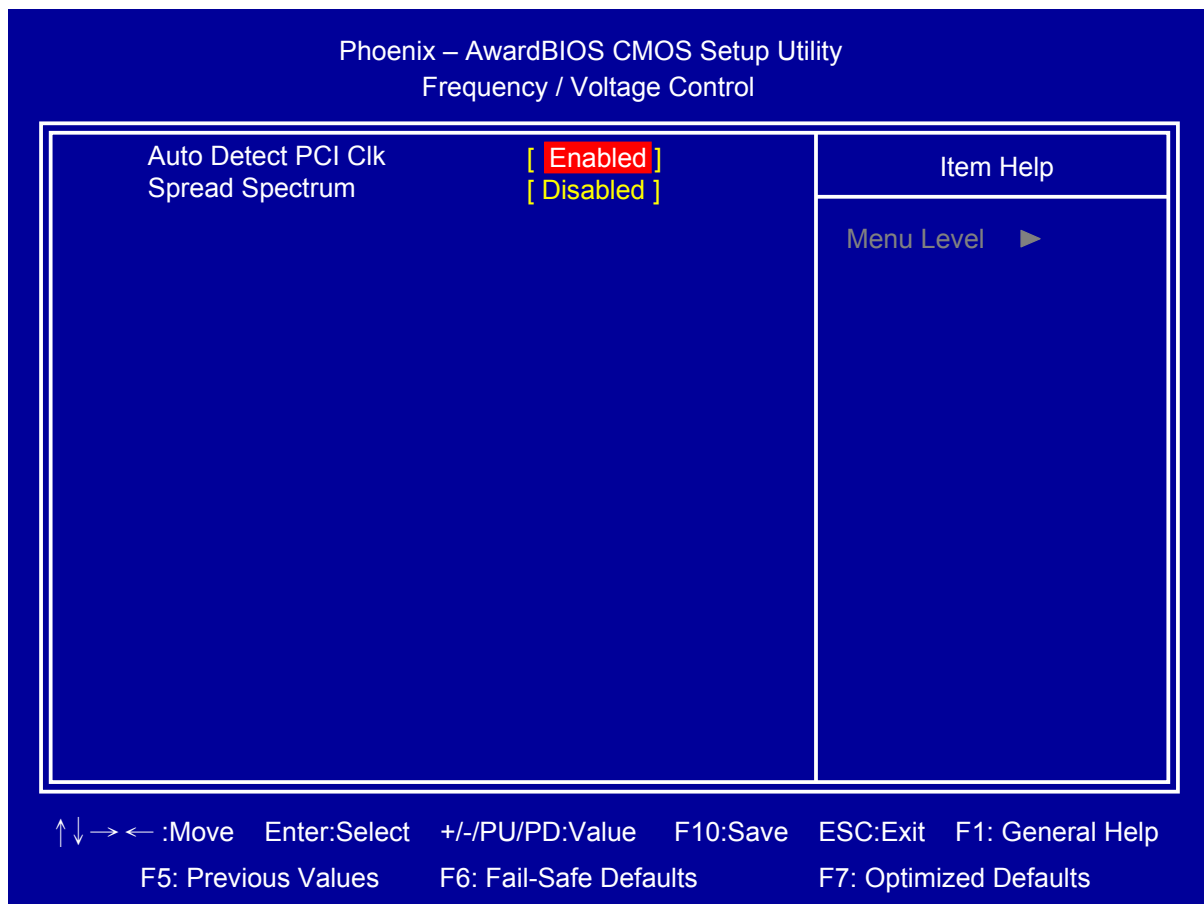 Phoenix – AwardBIOS CMOS Setup Utility
Frequency / Voltage Control
Auto Detect PCI Clk [ Enabled ]
Spread Spectrum [ Disabled ]
Item Help
Menu Level ►
↑↓→← :Move Enter:Select +/-/PU/PD:Value F10:Save ESC:Exit F1: General Help
F5: Previous Values F6: Fail-Safe Defaults F7: Optimized Defaults